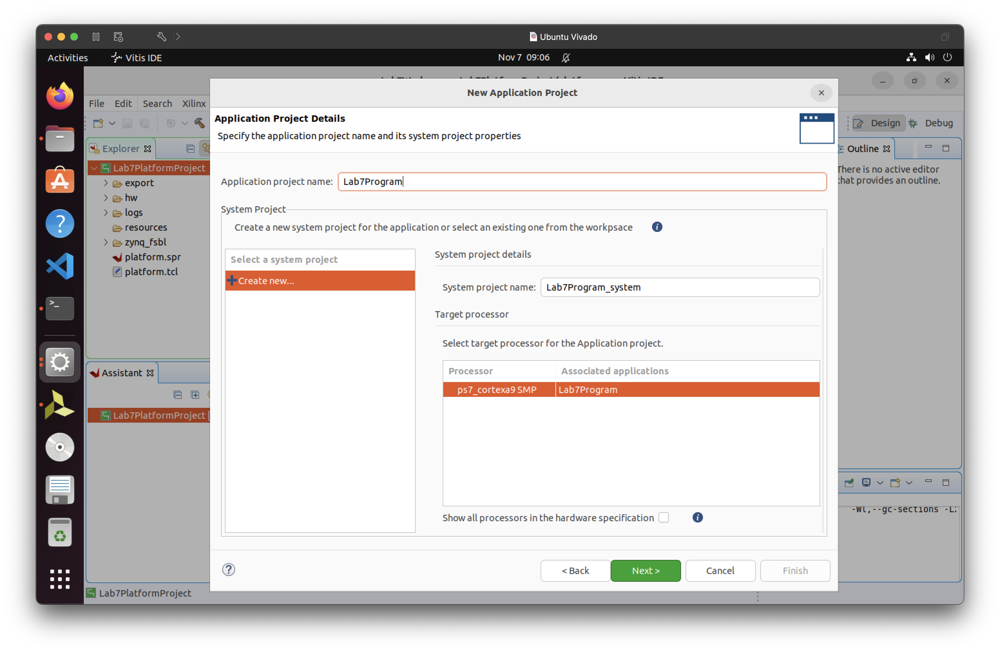 Ubuntu Vivado
Activities
Vitis IDE
Nov 7 09:06
New Application Project
File Edit Search Xilinx
Application Project Details
Specify the application project name and its system project properties
Design
Debug
Explorer
Outline
Lab7PlatformProject
export
hw
logs
resources
zynq_fsbl
platform.spr
platform.tcl
There is no active editor
that provides an outline.
Application project name: Lab7Program
System Project
Create a new system project for the application or select an existing one from the workpsace
Select a system project
Create new...
System project details
System project name: Lab7Program_system
Target processor
Select target processor for the Application project.
Processor Associated applications
ps7_cortexa9 SMP Lab7Program
Show all processors in the hardware specification
Assistant
Lab7PlatformProject [
-Wl,--gc-sections
< Back
Next >
Cancel
Finish
Lab7PlatformProject